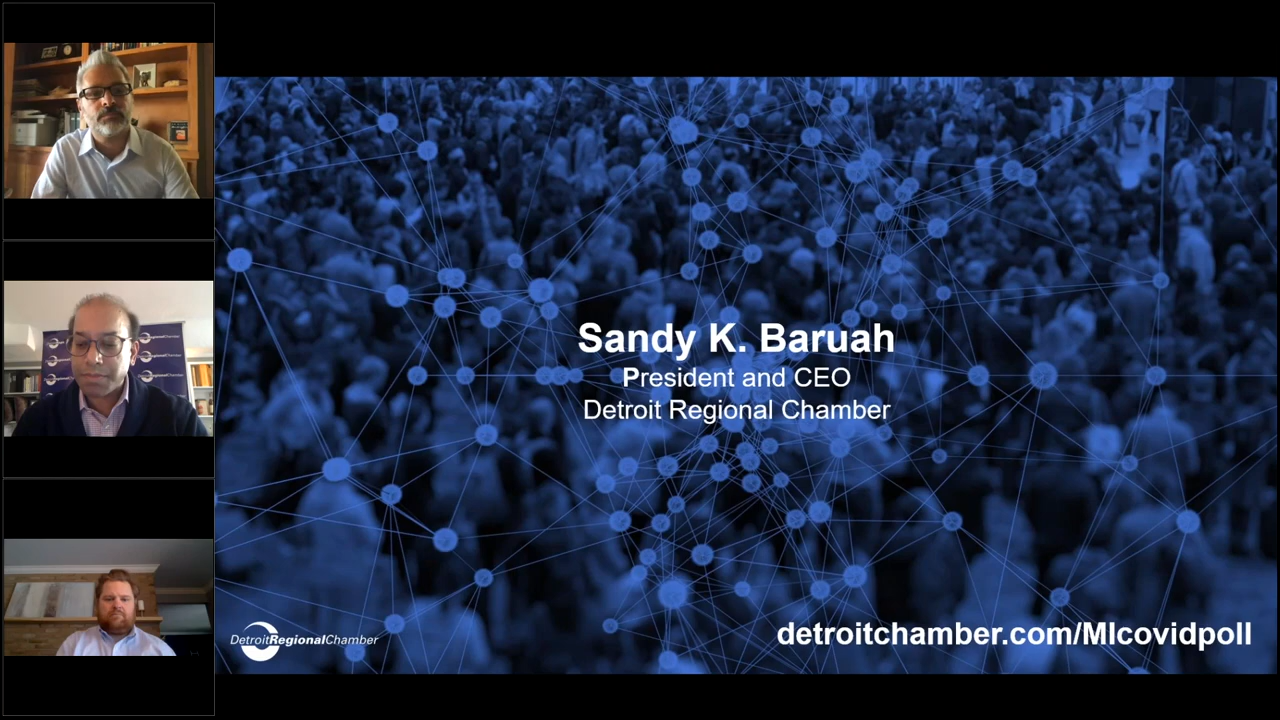 Sandy K. Baruah
President and CEO
Detroit Regional Chamber
DetroitRegionalChamber
detroitchamber.com/MIcovidpoll